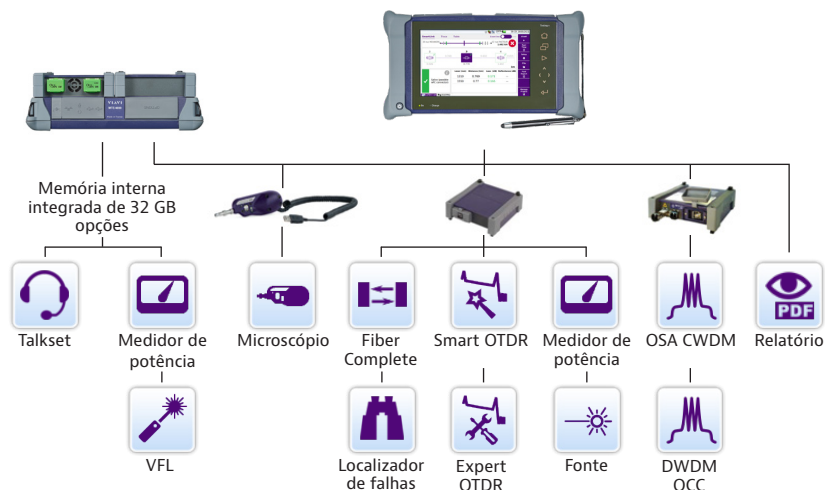 VIAVI
Memória interna
integrada de 32 GB
opções
Talkset
Medidor de
potência
Microscópio
Fiber
Complete
Smart OTDR
Medidor de
potência
OSA CWDM
PDF
Relatório
VFL
Localizador
de falhas
Expert
OTDR
Fonte
DWDM
OCC